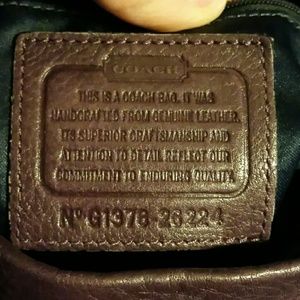 COACH
THIS IS A COACH BAG. IT WAS
HANDCRAFTED FROM GENUINE LEATHER.
ITS SUPERIOR CRAFTSMANSHIP AND
ATTENTION TO DETAIL REFLECT OUR
COMMITMENT TO ENDURING QUALITY.
Nº G1376-26224